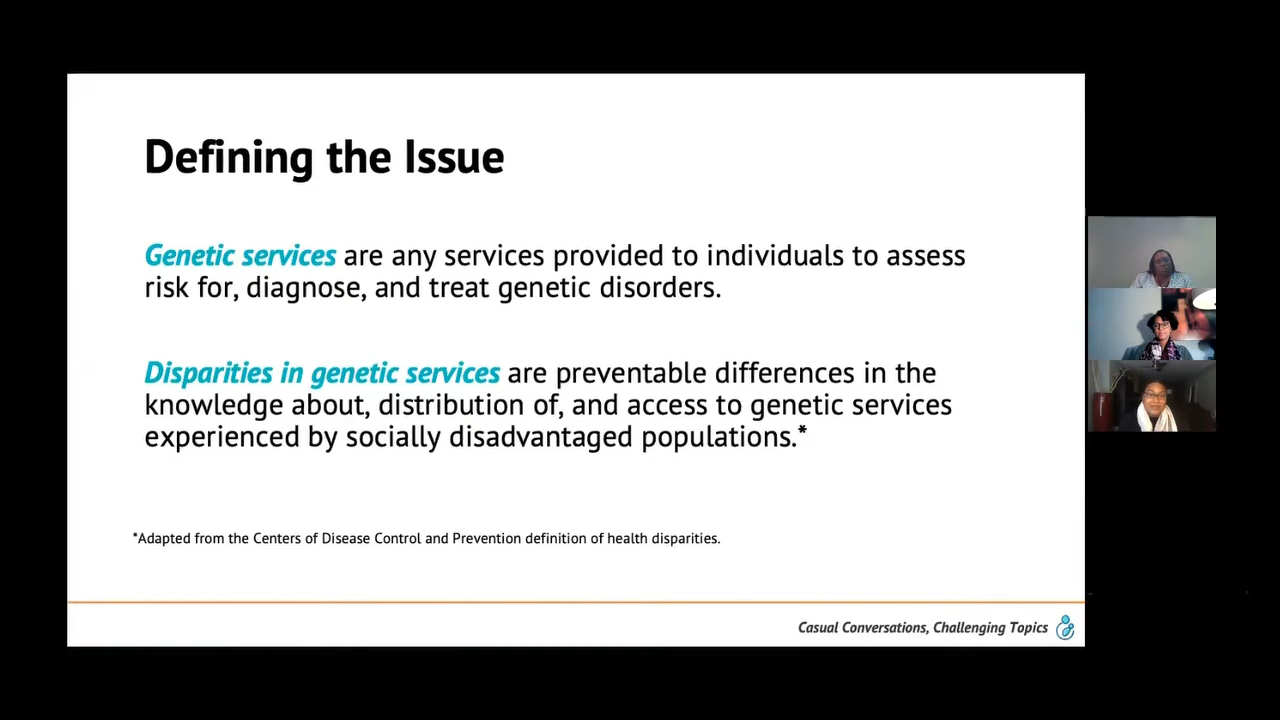 Defining the Issue
Genetic services are any services provided to individuals to assess
risk for, diagnose, and treat genetic disorders.
Disparities in genetic services are preventable differences in the
knowledge about, distribution of, and access to genetic services
experienced by socially disadvantaged populations.*
*Adapted from the Centers of Disease Control and Prevention definition of health disparities.
Casual Conversations, Challenging Topics